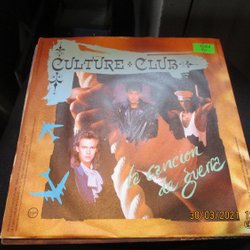 CULTURE CLUB
la cancion
de guerra
30/03/2021